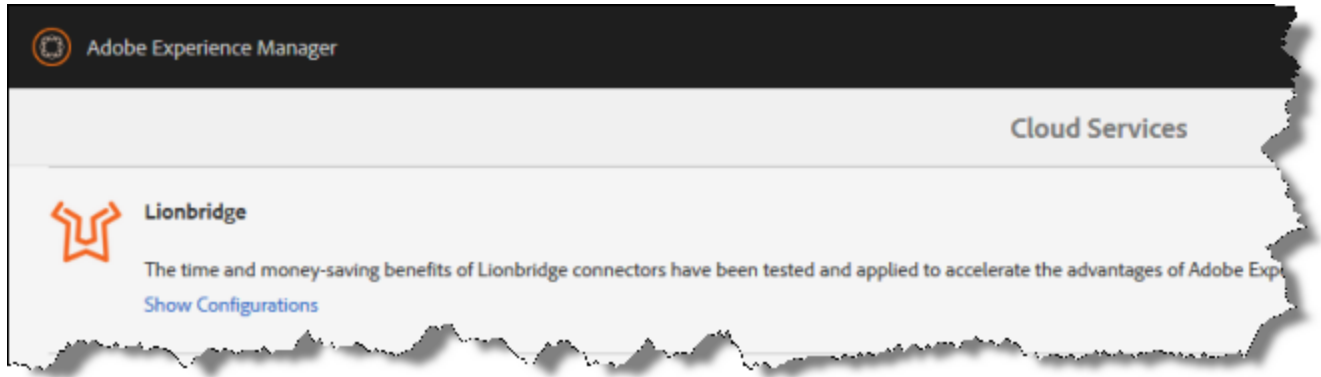 Adobe Experience Manager
Cloud Services
Lionbridge
The time and money-saving benefits of Lionbridge connectors have been tested and applied to accelerate the advantages of Adobe
Show Configurations